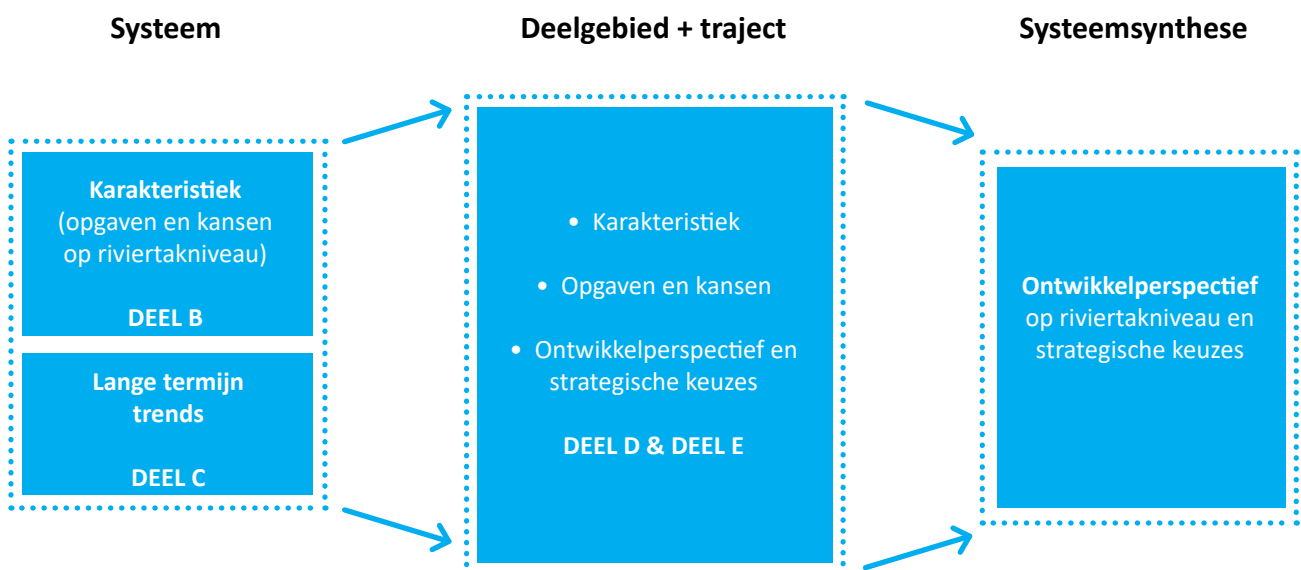 Systeem
Deelgebied + traject
Systeemsynthese
Karakteristiek
(opgaven en kansen
op riviertakniveau)
DEEL B
Lange termijn
trends
DEEL C
• Karakteristiek
• Opgaven en kansen
• Ontwikkelperspectief en
strategische keuzes
DEEL D & DEEL E
Ontwikkelperspectief
op riviertakniveau en
strategische keuzes